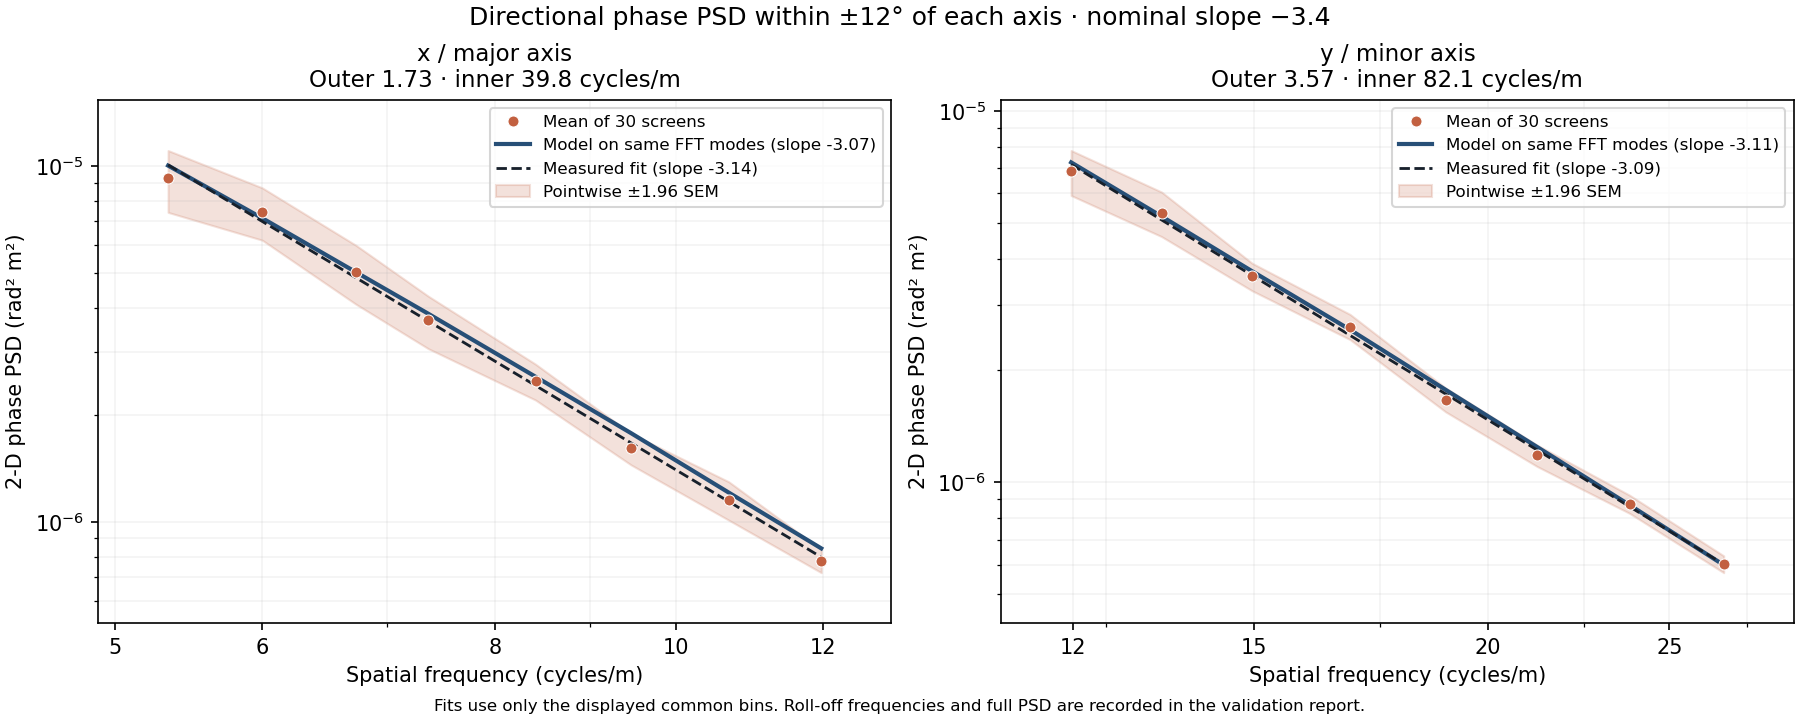 Directional phase PSD within ±12° of each axis · nominal slope −3.4
x / major axis
Outer 1.73 · inner 39.8 cycles/m
Mean of 30 screens
Model on same FFT modes (slope -3.07)
Measured fit (slope -3.14)
Pointwise ±1.96 SEM
2-D phase PSD (rad² m²)
10⁻⁵
10⁻⁶
5 6 8 10 12
Spatial frequency (cycles/m)
y / minor axis
Outer 3.57 · inner 82.1 cycles/m
Mean of 30 screens
Model on same FFT modes (slope -3.11)
Measured fit (slope -3.09)
Pointwise ±1.96 SEM
2-D phase PSD (rad² m²)
10⁻⁵
10⁻⁶
12 15 20 25
Spatial frequency (cycles/m)
Fits use only the displayed common bins. Roll-off frequencies and full PSD are recorded in the validation report.